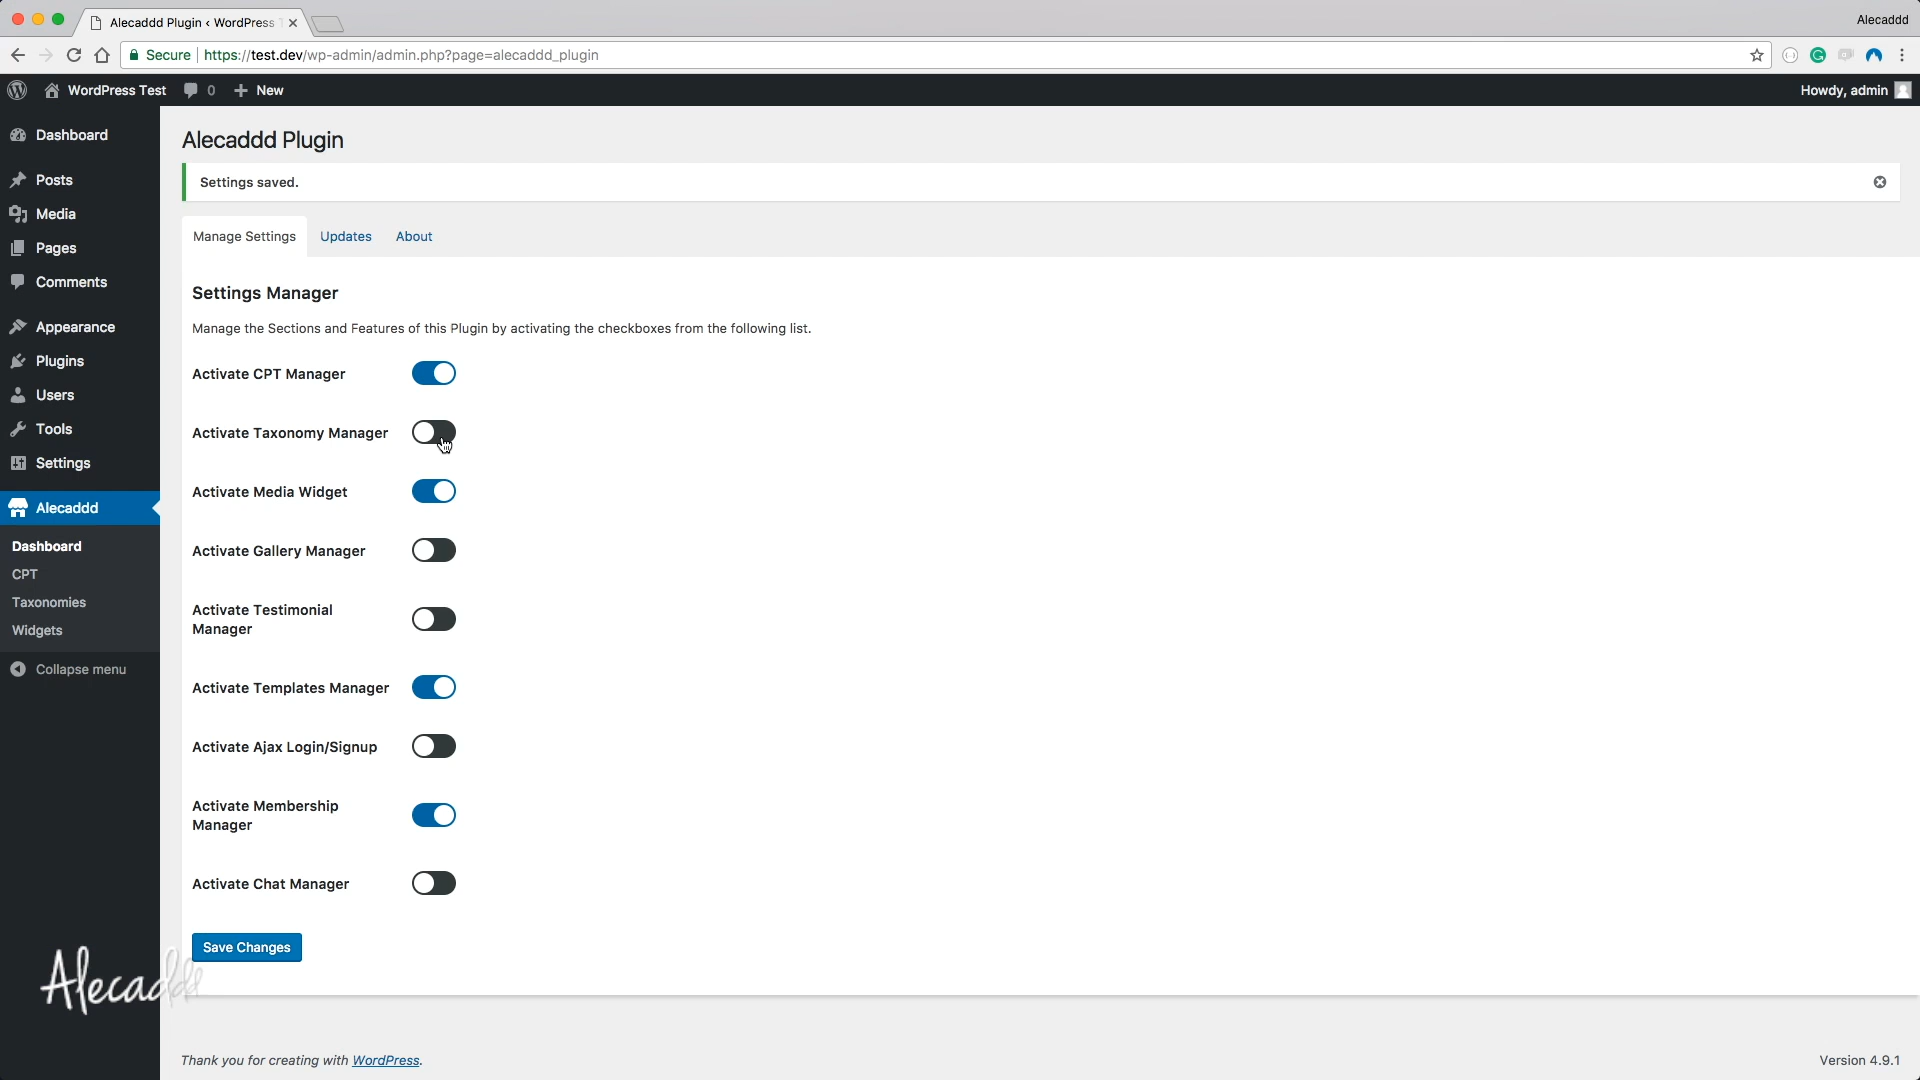 Alecaddd Plugin ‹ WordPress
Alecaddd
Secure
https://test.dev/wp-admin/admin.php?page=alecaddd_plugin
WordPress Test
0
New
Howdy, admin
Dashboard
Posts
Media
Pages
Comments
Appearance
Plugins
Users
Tools
Settings
Alecaddd
Dashboard
CPT
Taxonomies
Widgets
Collapse menu
Alecaddd Plugin
Settings saved.
Manage Settings
Updates
About
Settings Manager
Manage the Sections and Features of this Plugin by activating the checkboxes from the following list.
Activate CPT Manager
Activate Taxonomy Manager
Activate Media Widget
Activate Gallery Manager
Activate Testimonial
Manager
Activate Templates Manager
Activate Ajax Login/Signup
Activate Membership
Manager
Activate Chat Manager
Save Changes
Alecaddd
Thank you for creating with WordPress.
Version 4.9.1